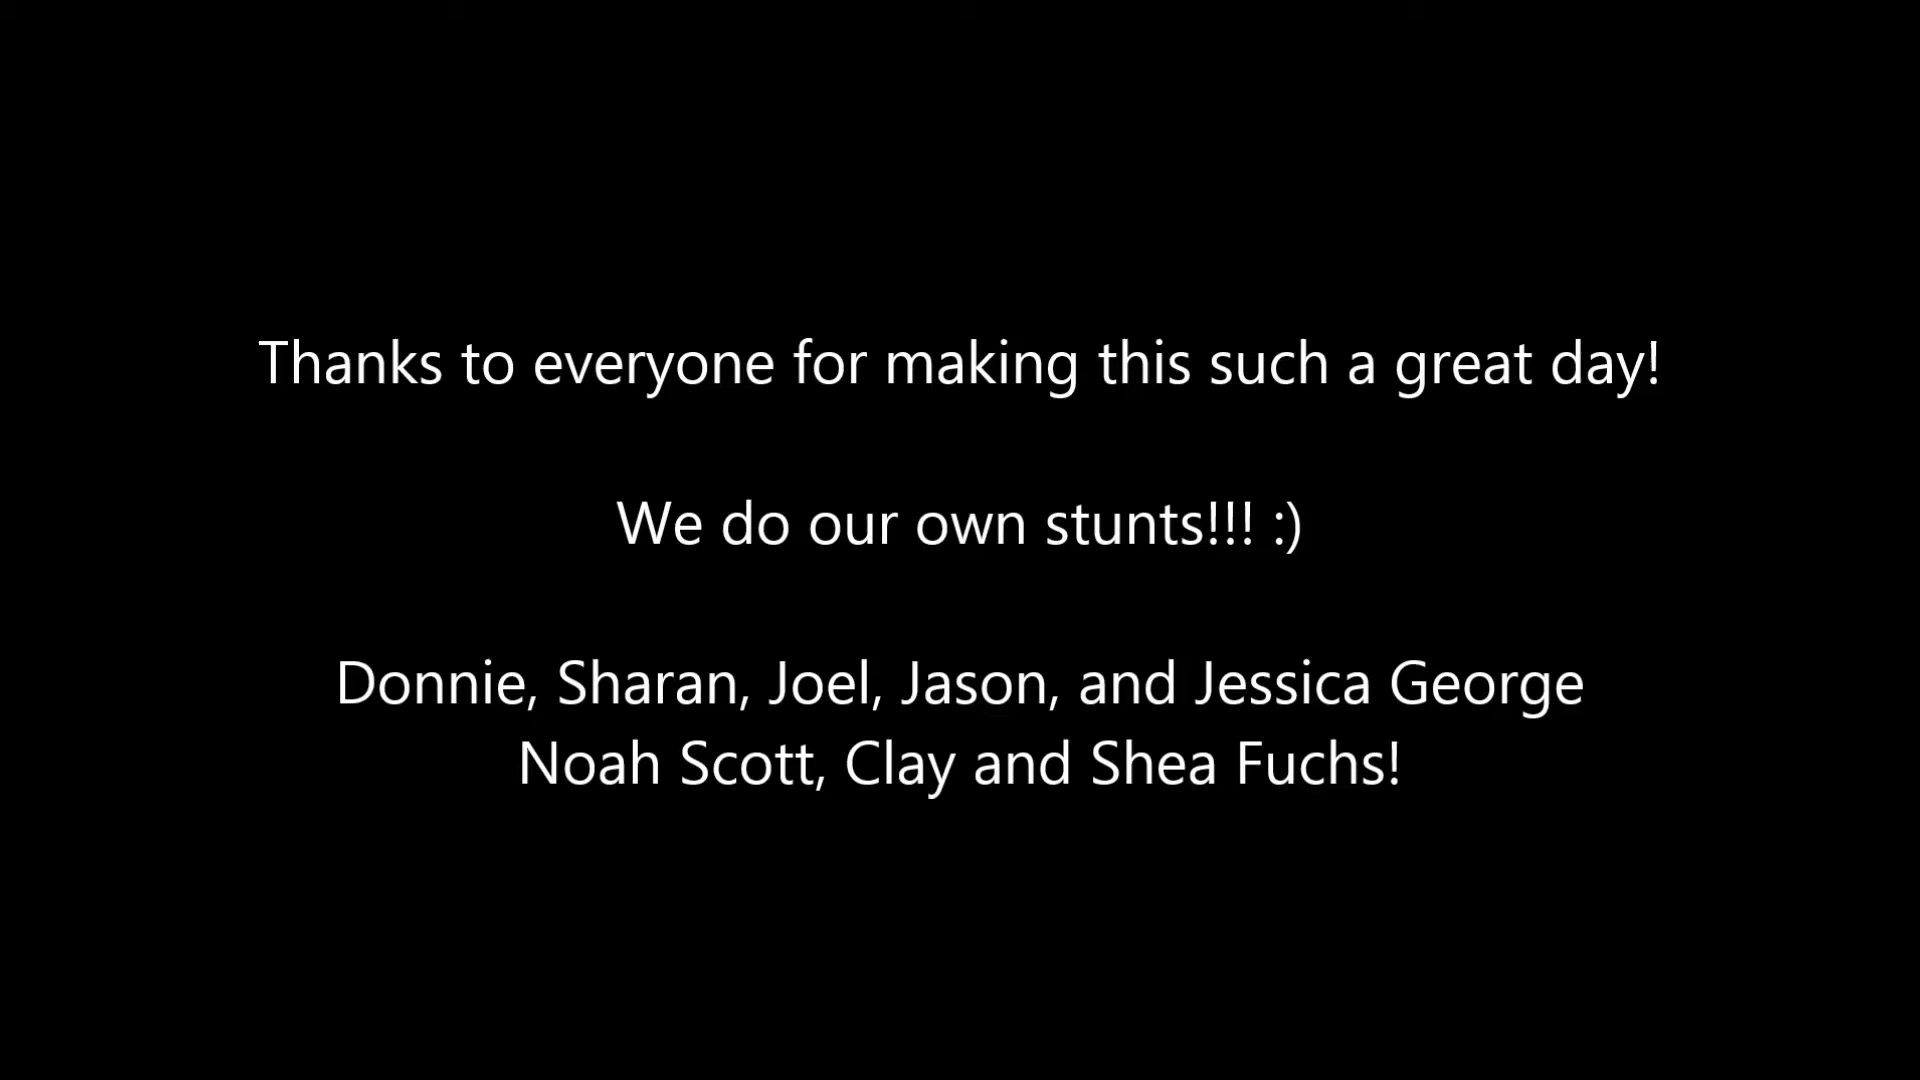 Thanks to everyone for making this such a great day!
We do our own stunts!!! :)
Donnie, Sharan, Joel, Jason, and Jessica George
Noah Scott, Clay and Shea Fuchs!